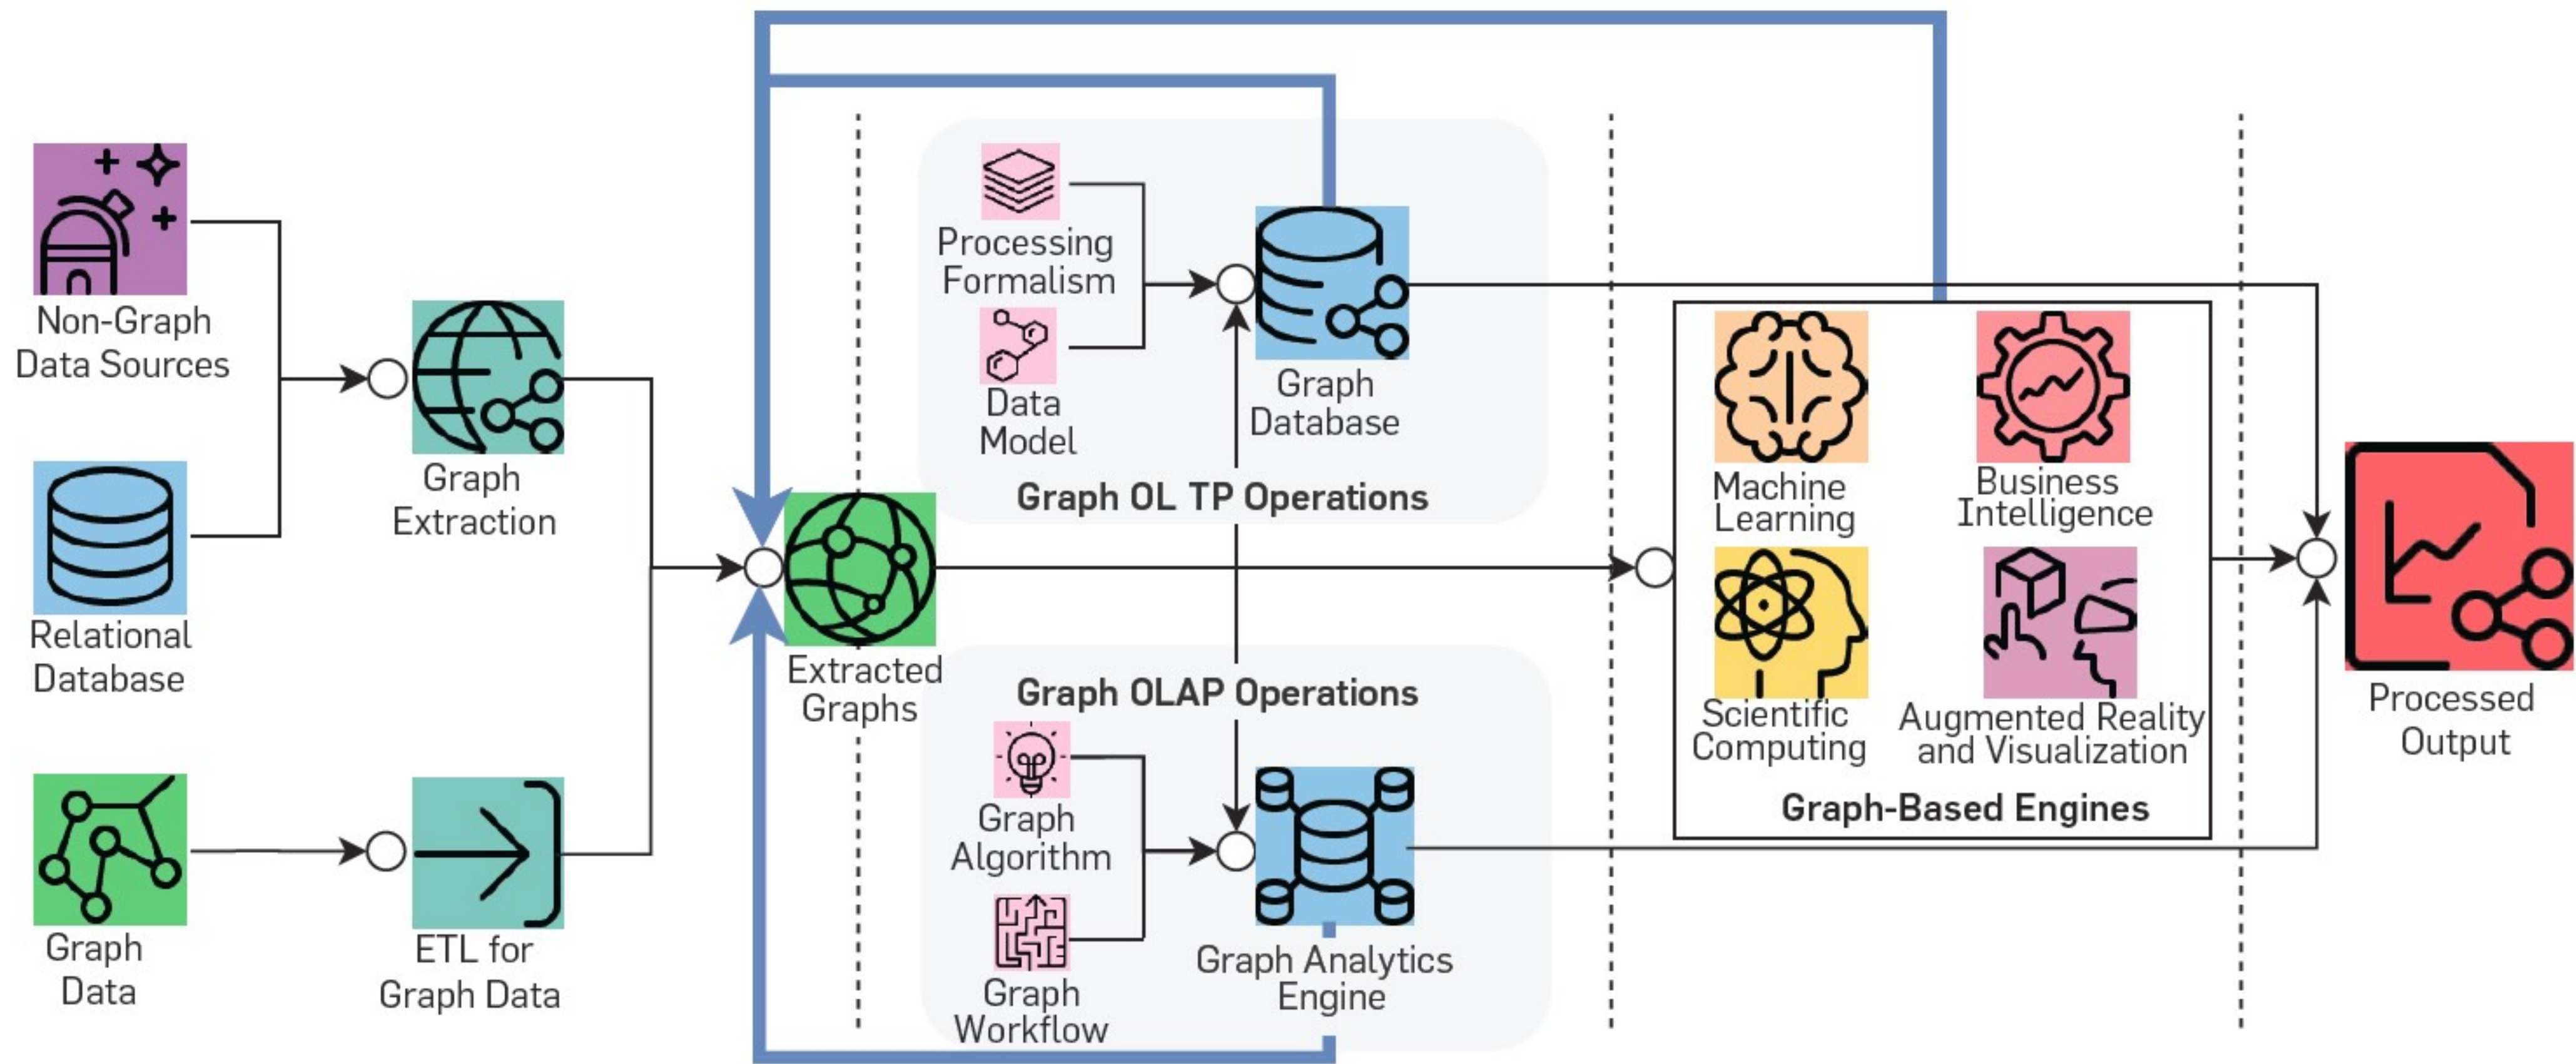 Non-Graph
Data Sources
Relational
Database
Graph
Data
Graph
Extraction
ETL for
Graph Data
Extracted
Graphs
Processing
Formalism
Data
Model
Graph
Database
Graph OL TP Operations
Graph OLAP Operations
Graph
Algorithm
Graph
Workflow
Graph Analytics
Engine
Machine
Learning
Business
Intelligence
Scientific
Computing
Augmented Reality
and Visualization
Graph-Based Engines
Processed
Output